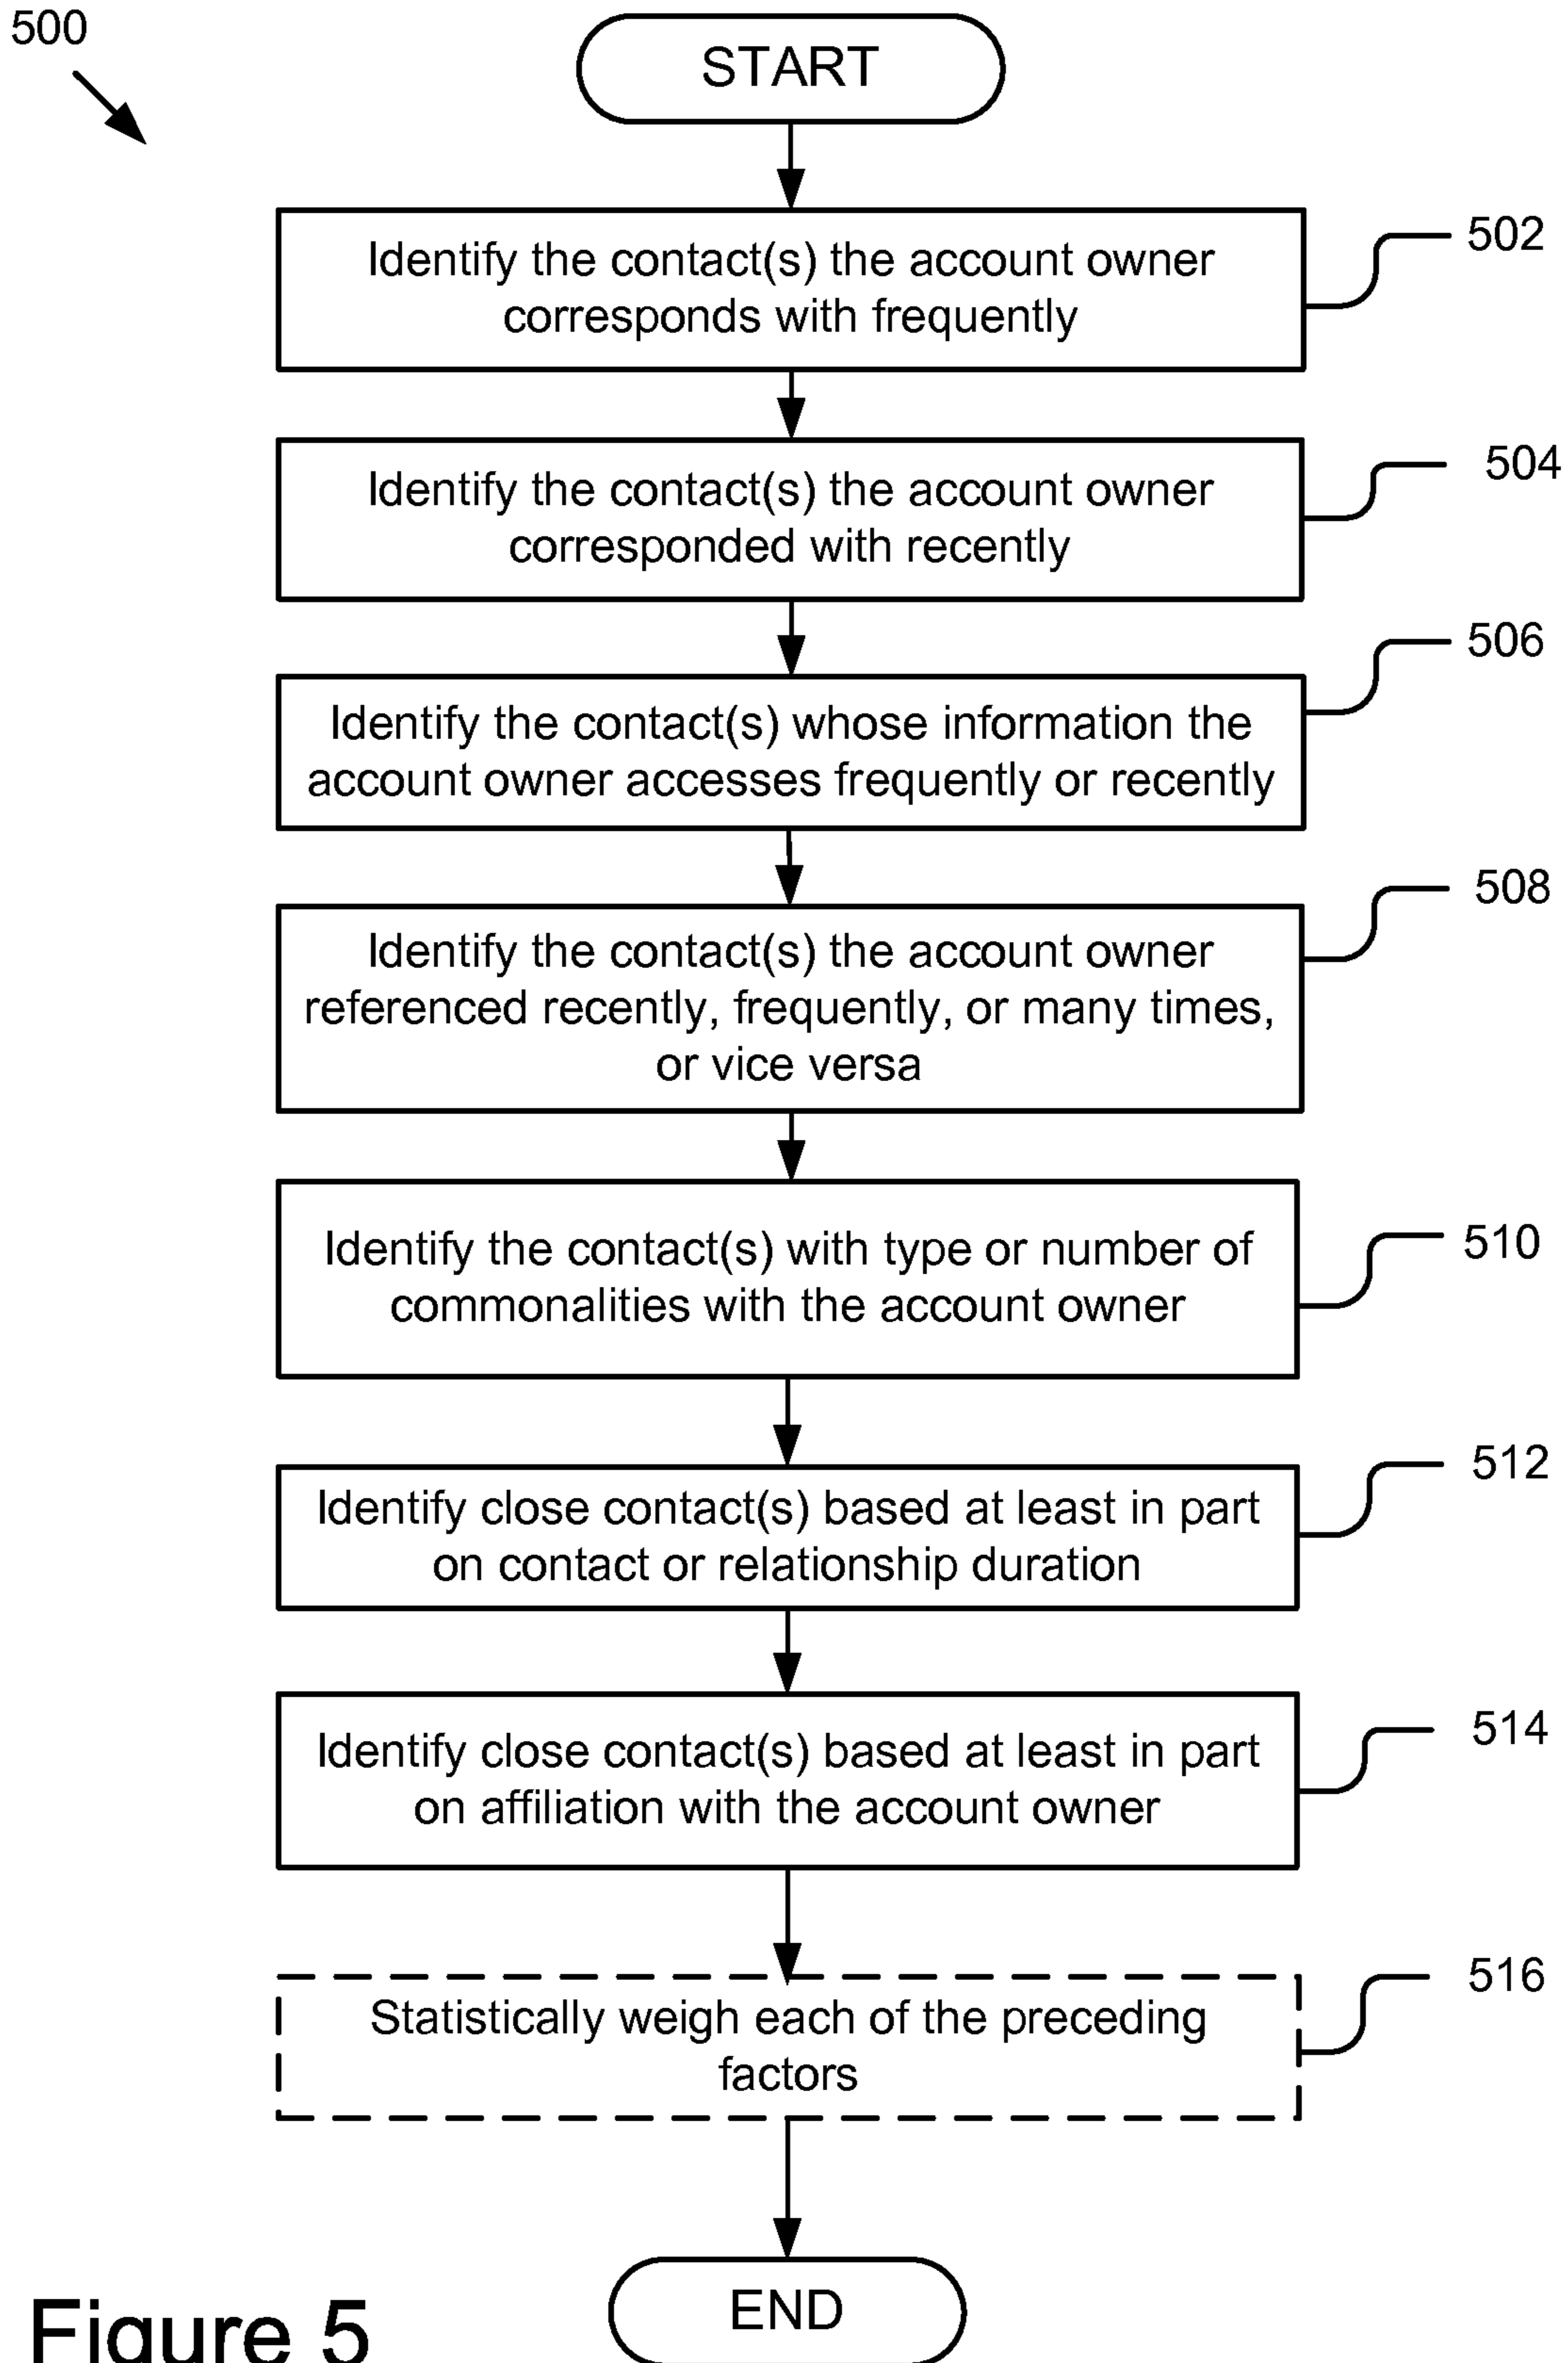 500
START
Identify the contact(s) the account owner
corresponds with frequently
502
Identify the contact(s) the account owner
corresponded with recently
504
Identify the contact(s) whose information the
account owner accesses frequently or recently
506
Identify the contact(s) the account owner
referenced recently, frequently, or many times,
or vice versa
508
Identify the contact(s) with type or number of
commonalities with the account owner
510
Identify close contact(s) based at least in part
on contact or relationship duration
512
Identify close contact(s) based at least in part
on affiliation with the account owner
514
Statistically weigh each of the preceding
factors
516
END
Figure 5